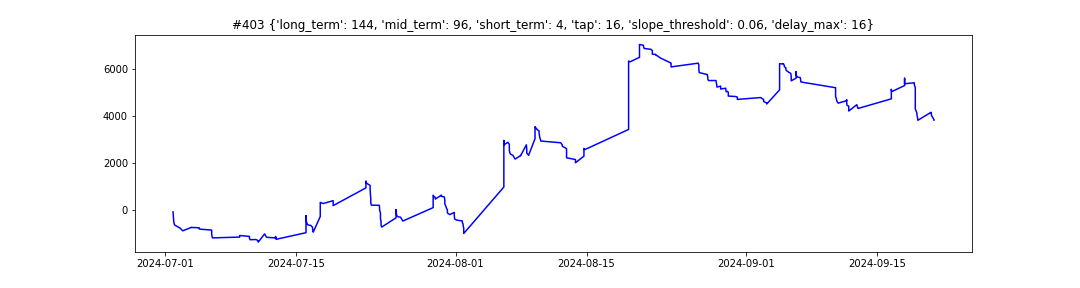 #403 {'long_term': 144, 'mid_term': 96, 'short_term': 4, 'tap': 16, 'slope_threshold': 0.06, 'delay_max': 16}
6000
4000
2000
0
2024-07-01 2024-07-15 2024-08-01 2024-08-15 2024-09-01 2024-09-15